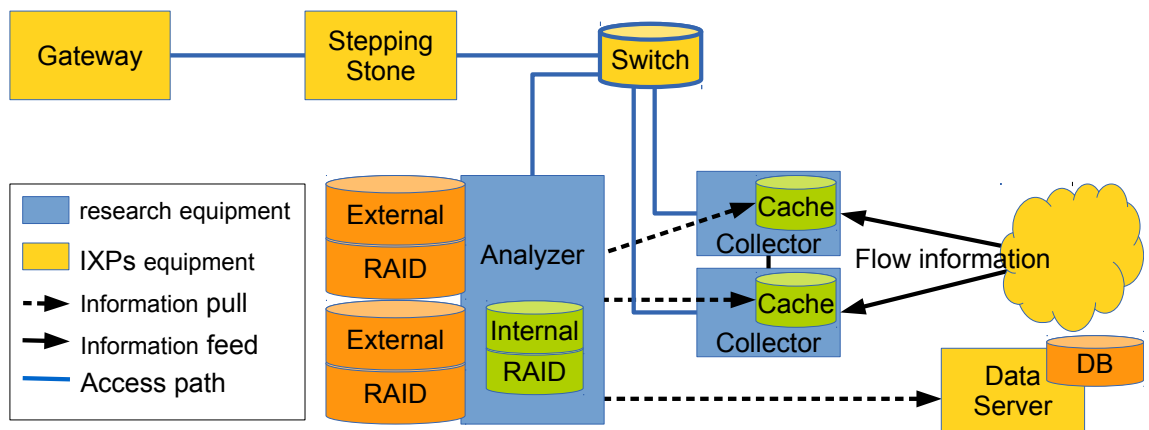 Gateway
Stepping
Stone
Switch
research equipment
IXPs equipment
Information pull
Information feed
Access path
External
RAID
External
RAID
Analyzer
Internal
RAID
Cache
Collector
Cache
Collector
Flow information
DB
Data
Server